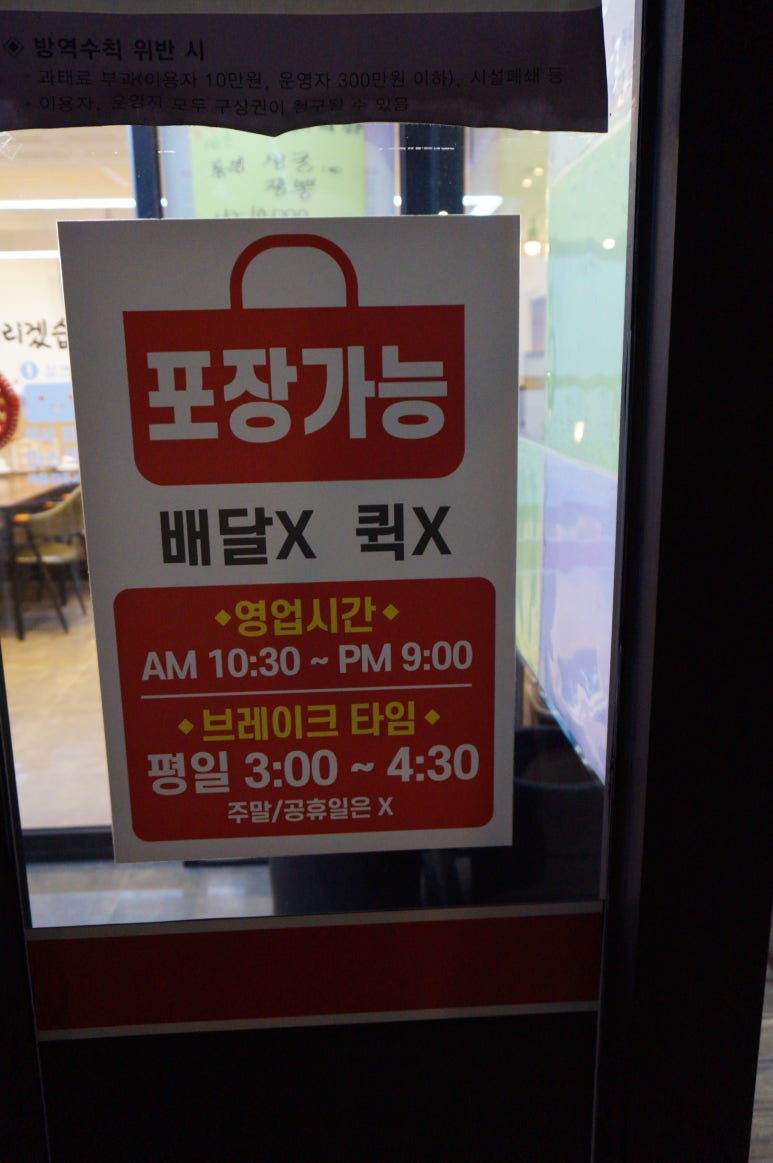 ◈ 방역수칙 위반 시
· 과태료 부과(이용자 10만원, 운영자 300만원 이하), 시설폐쇄 등
· 이용자, 운영자 모두 구상권이 청구될 수 있음
리겠습
포장가능
배달X 퀵X
◆영업시간◆
AM 10:30 ~ PM 9:00
◆브레이크 타임◆
평일 3:00 ~ 4:30
주말/공휴일은 X